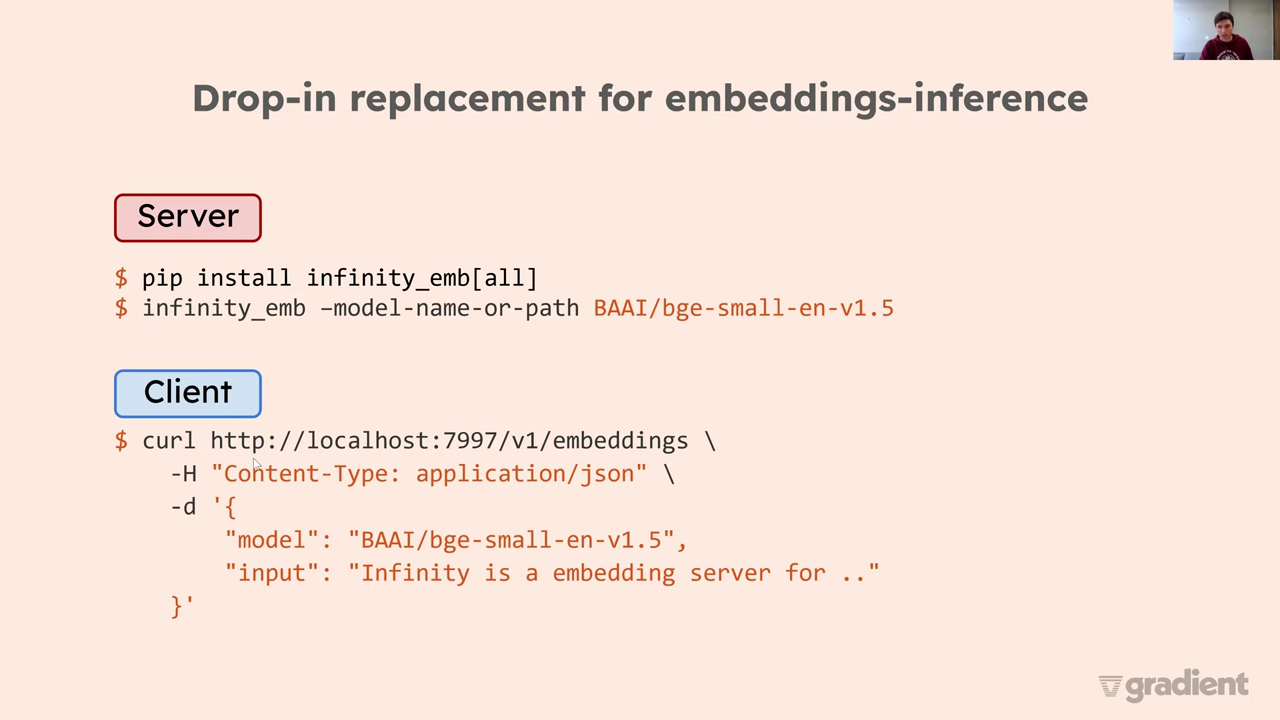 Drop-in replacement for embeddings-inference
Server
$ pip install infinity_emb[all]
$ infinity_emb –model-name-or-path BAAI/bge-small-en-v1.5
Client
$ curl http://localhost:7997/v1/embeddings \
-H "Content-Type: application/json" \
-d '{
"model": "BAAI/bge-small-en-v1.5",
"input": "Infinity is a embedding server for .."
}'
gradient